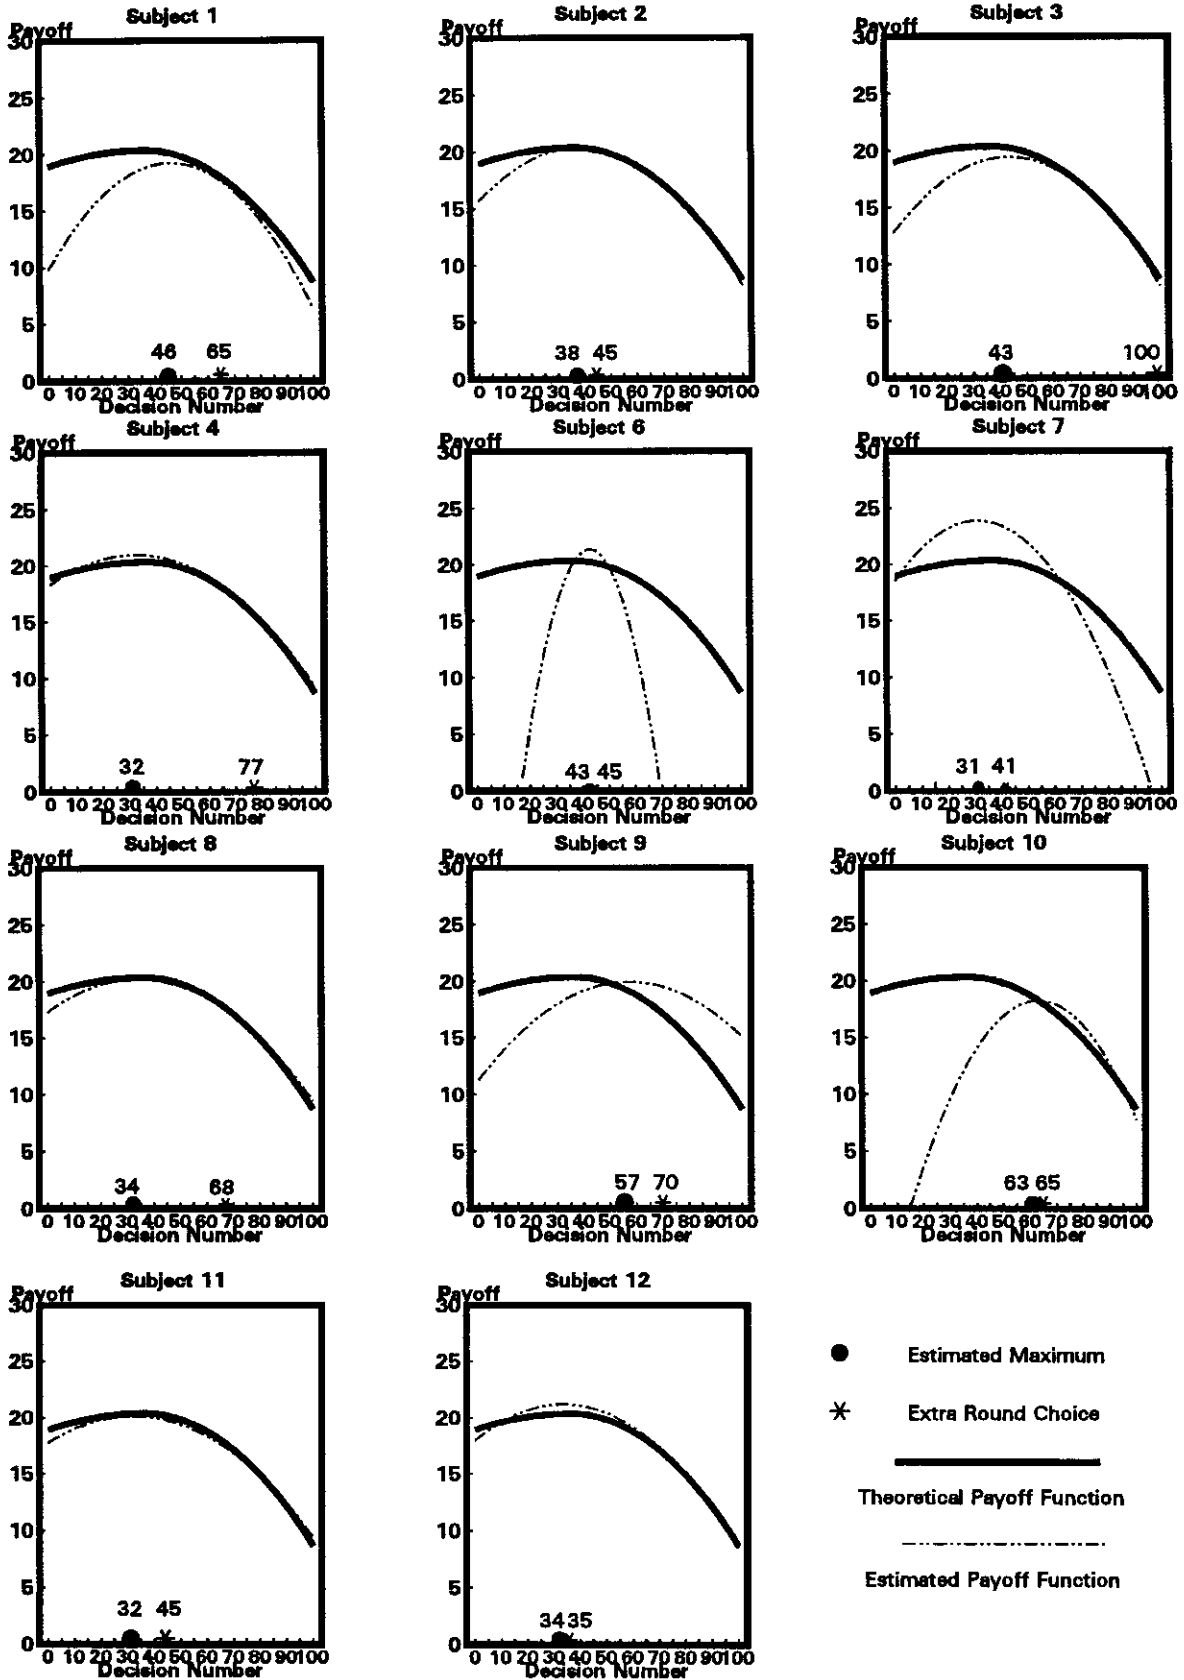 Subject 1
Payoff
30
25
20
15
10
5
0
46 65
0 10 20 30 40 50 60 70 80 90 100
Decision Number
Subject 2
Payoff
30
25
20
15
10
5
0
38 45
0 10 20 30 40 50 60 70 80 90 100
Decision Number
Subject 3
Payoff
30
25
20
15
10
5
0
43 100
0 10 20 30 40 50 60 70 80 90 100
Decision Number
Subject 4
Payoff
30
25
20
15
10
5
0
32 77
0 10 20 30 40 50 60 70 80 90 100
Decision Number
Subject 6
Payoff
30
25
20
15
10
5
0
43 45
0 10 20 30 40 50 60 70 80 90 100
Decision Number
Subject 7
Payoff
30
25
20
15
10
5
0
31 41
0 10 20 30 40 50 60 70 80 90 100
Decision Number
Subject 8
Payoff
30
25
20
15
10
5
0
34 68
0 10 20 30 40 50 60 70 80 90 100
Decision Number
Subject 9
Payoff
30
25
20
15
10
5
0
57 70
0 10 20 30 40 50 60 70 80 90 100
Decision Number
Subject 10
Payoff
30
25
20
15
10
5
0
63 65
0 10 20 30 40 50 60 70 80 90 100
Decision Number
Subject 11
Payoff
30
25
20
15
10
5
0
32 45
0 10 20 30 40 50 60 70 80 90 100
Decision Number
Subject 12
Payoff
30
25
20
15
10
5
0
34 35
0 10 20 30 40 50 60 70 80 90 100
Decision Number
Estimated Maximum
Extra Round Choice
Theoretical Payoff Function
Estimated Payoff Function